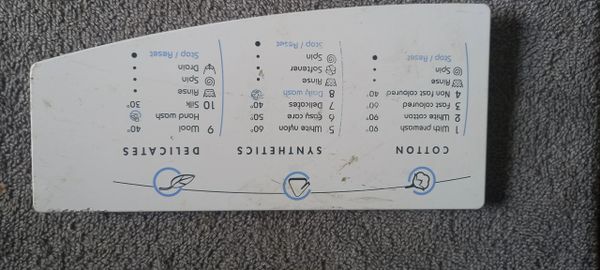 COTTON
1 With prewash 90°
2 White cotton 90°
3 Fast coloured 60°
4 Non fast coloured 40°
Rinse
Spin
Stop / Reset
SYNTHETICS
5 White nylon 60°
6 Easy care 50°
7 Delicates 40°
8 Daily wash
Rinse
Softener
Spin
Stop / Reset
DELICATES
9 Wool 40°
Hand wash
10 Silk 30°
Rinse
Spin
Drain
Stop / Reset